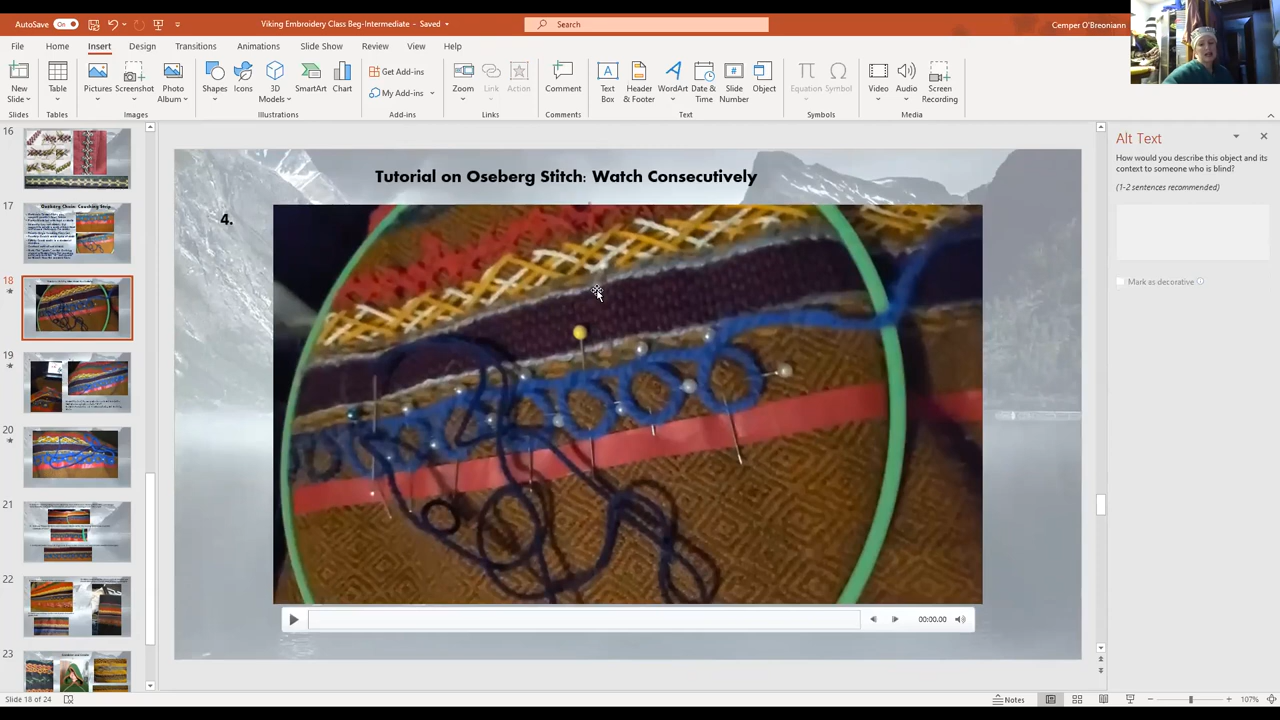 AutoSave
On
Viking Embroidery Class Beg-Intermediate - Saved
Search
Cemper O'Breoniann
File
Home
Insert
Design
Transitions
Animations
Slide Show
Review
View
Help
New
Slide
Table
Pictures
Screenshot
Photo
Album
Shapes
Icons
3D
Models
SmartArt
Chart
Get Add-ins
My Add-ins
Zoom
Link
Action
Comment
Text
Box
Header
& Footer
WordArt
Date &
Time
Slide
Number
Object
Equation
Symbol
Video
Audio
Screen
Recording
Slides
Tables
Images
Illustrations
Add-ins
Links
Comments
Text
Symbols
Media
16
17
Oseberg Chain: Couching Strip
18
19
20
21
22
23
Tutorial on Oseberg Stitch: Watch Consecutively
4.
00:00.00
Alt Text
How would you describe this object and its
context to someone who is blind?
(1-2 sentences recommended)
Mark as decorative
Slide 18 of 24
Notes
107%